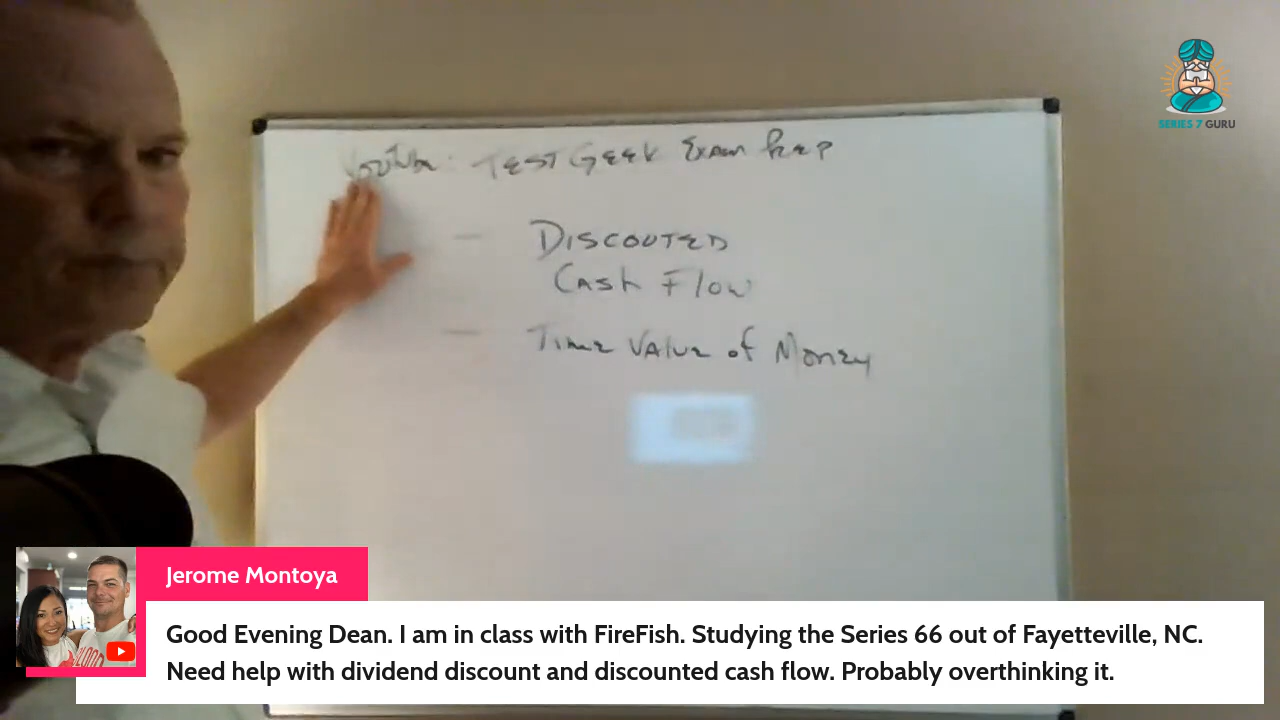 SERIES 7 GURU
Youtube: TEST GEEK Exam Prep
DISCOUTED
Cash Flow
Time Value of Money
Jerome Montoya
Good Evening Dean. I am in class with FireFish. Studying the Series 66 out of Fayetteville, NC.
Need help with dividend discount and discounted cash flow. Probably overthinking it.